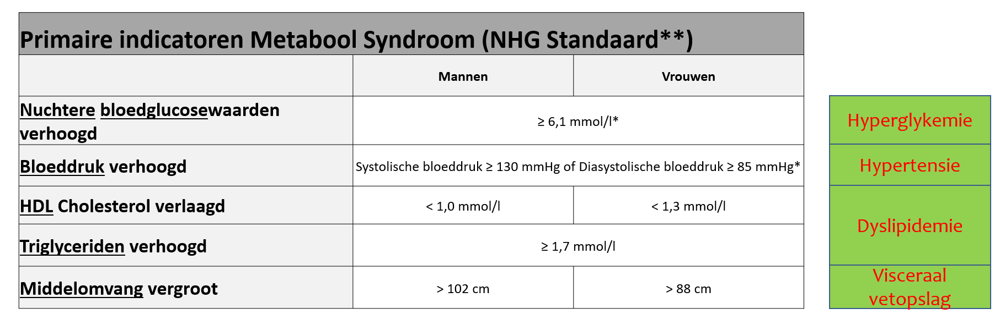 Primaire indicatoren Metabool Syndroom (NHG Standaard**)
Mannen Vrouwen
Nuchtere bloedglucosewaarden
verhoogd
≥ 6,1 mmol/l*
Hyperglykemie
Bloeddruk verhoogd
Systolische bloeddruk ≥ 130 mmHg of Diasystolische bloeddruk ≥ 85 mmHg*
Hypertensie
HDL Cholesterol verlaagd
< 1,0 mmol/l
< 1,3 mmol/l
Dyslipidemie
Triglyceriden verhoogd
≥ 1,7 mmol/l
Middelomvang vergroot
> 102 cm
> 88 cm
Visceraal
vetopslag